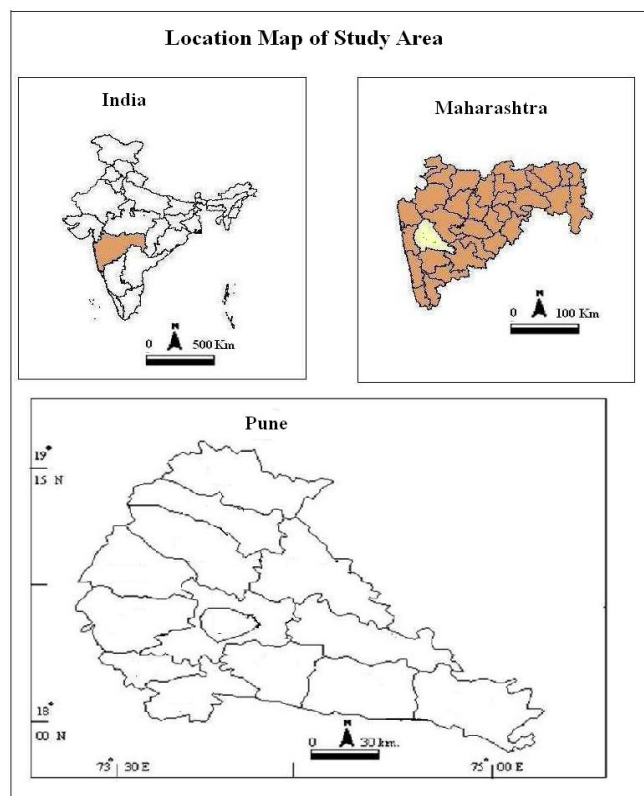 Location Map of Study Area
India
N
0 500 Km
Maharashtra
N
0 100 Km
Pune
19°
15 N
18°
00 N
N
0 30 km.
73° 30 E
75° 00 E